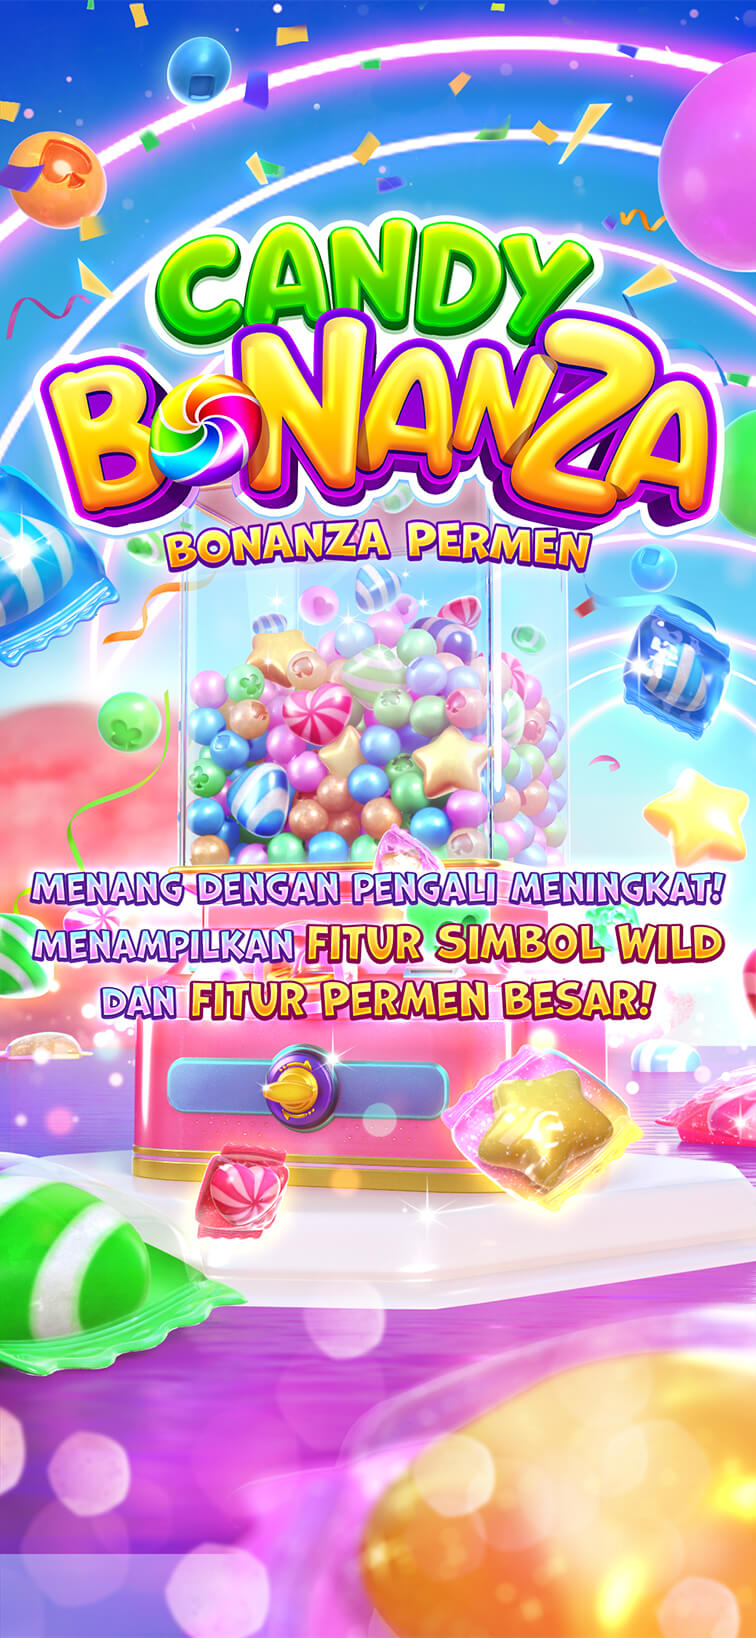 CANDY
BONANZA
BONANZA PERMEN
MENANG DENGAN PENGALI MENINGKAT!
MENAMPILKAN FITUR SIMBOL WILD
DAN FITUR PERMEN BESAR!